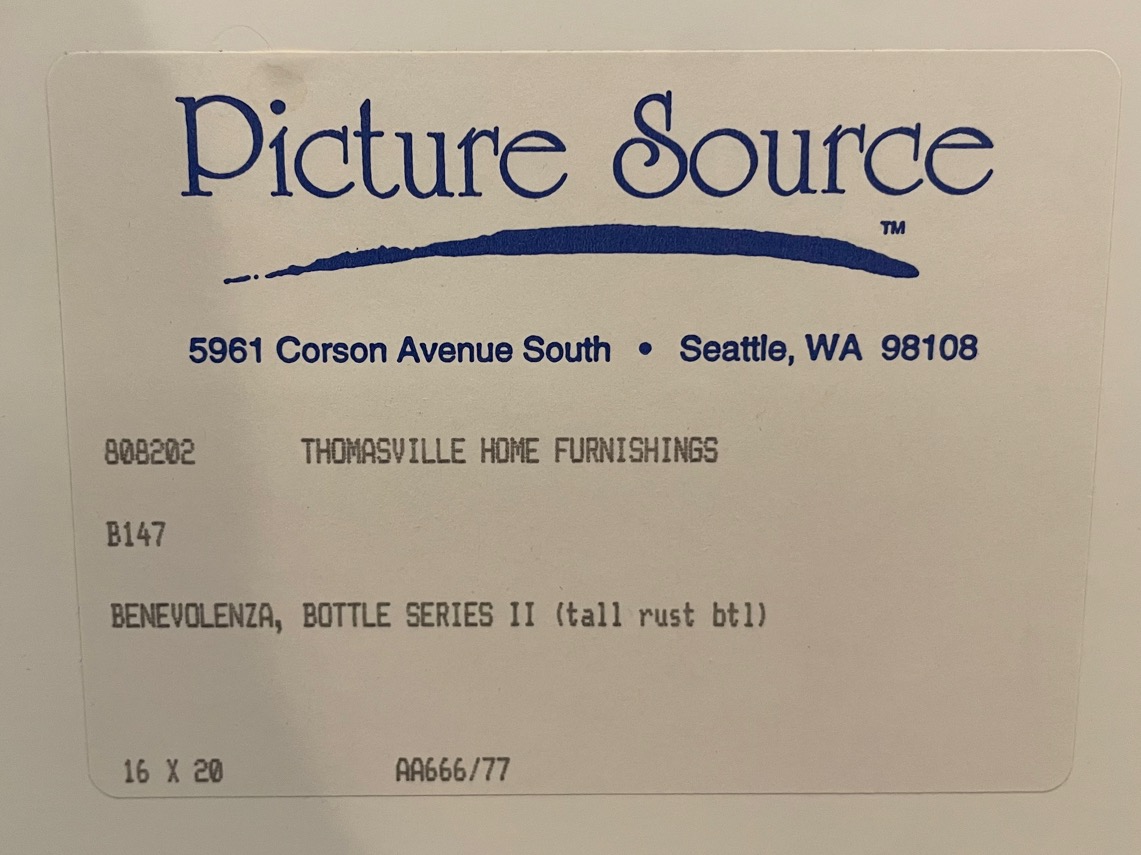 Picture Source
TM
5961 Corson Avenue South • Seattle, WA 98108
808202 THOMASVILLE HOME FURNISHINGS
B147
BENEVOLENZA, BOTTLE SERIES II (tall rust btl)
16 X 20 AA666/77